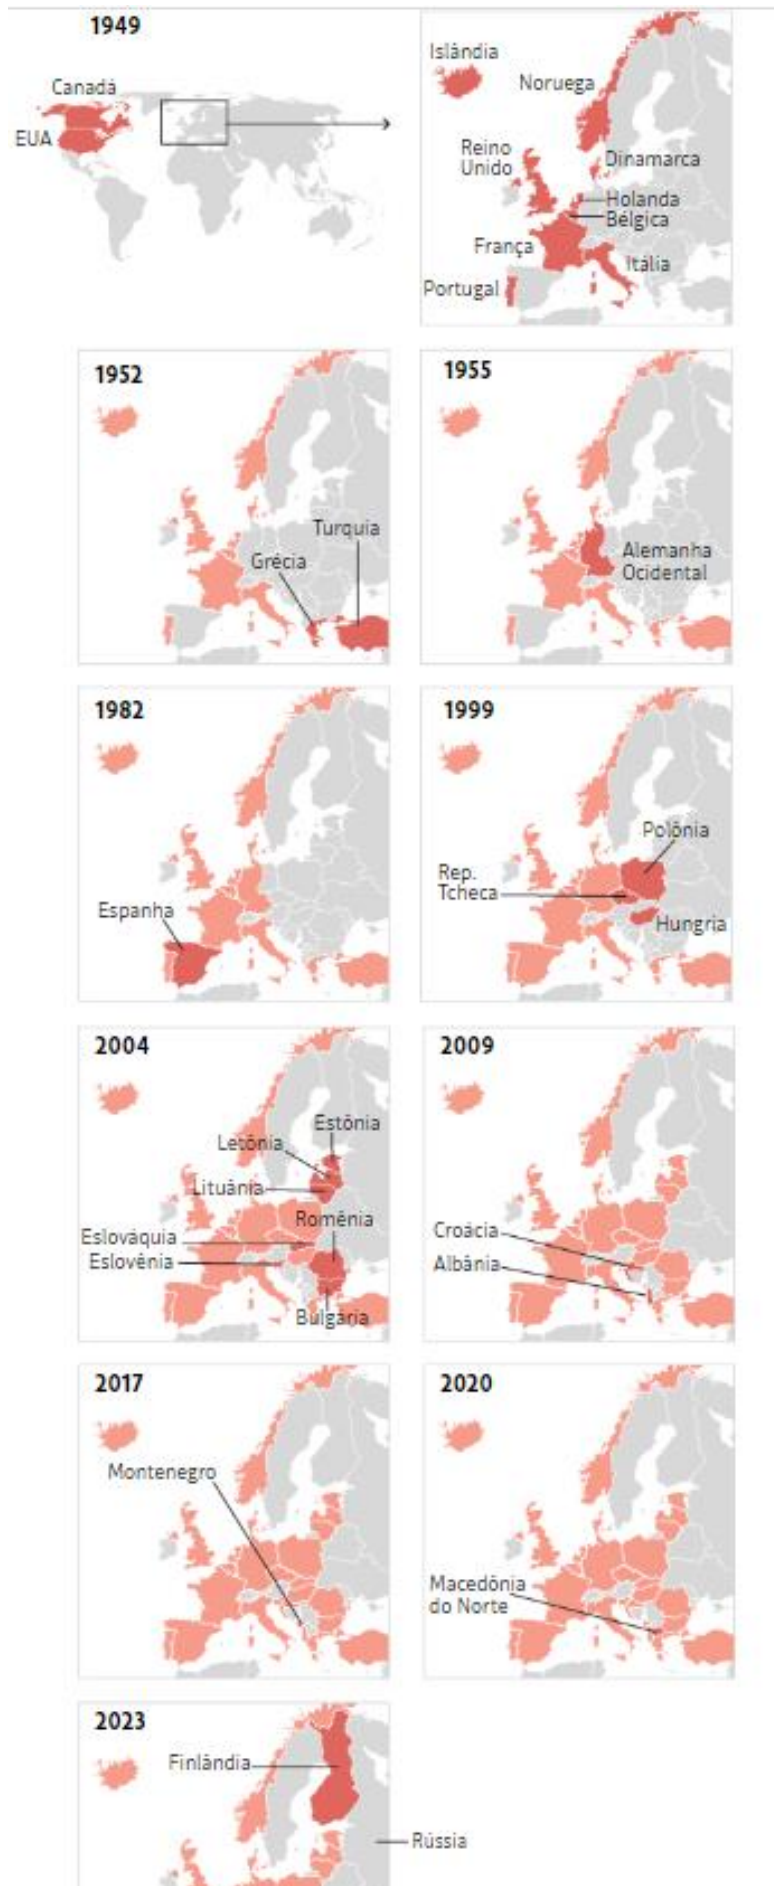 1949
Canadá
EUA
Islândia
Noruega
Reino
Unido
Dinamarca
Holanda
Bélgica
França
Itália
Portugal
1952
Turquia
Grécia
1955
Alemanha
Ocidental
1982
Espanha
1999
Polônia
Rep.
Tcheca
Hungria
2004
Estônia
Letônia
Lituânia
Romênia
Eslováquia
Eslovênia
Bulgária
2009
Croácia
Albânia
2017
Montenegro
2020
Macedônia
do Norte
2023
Finlândia
Rússia